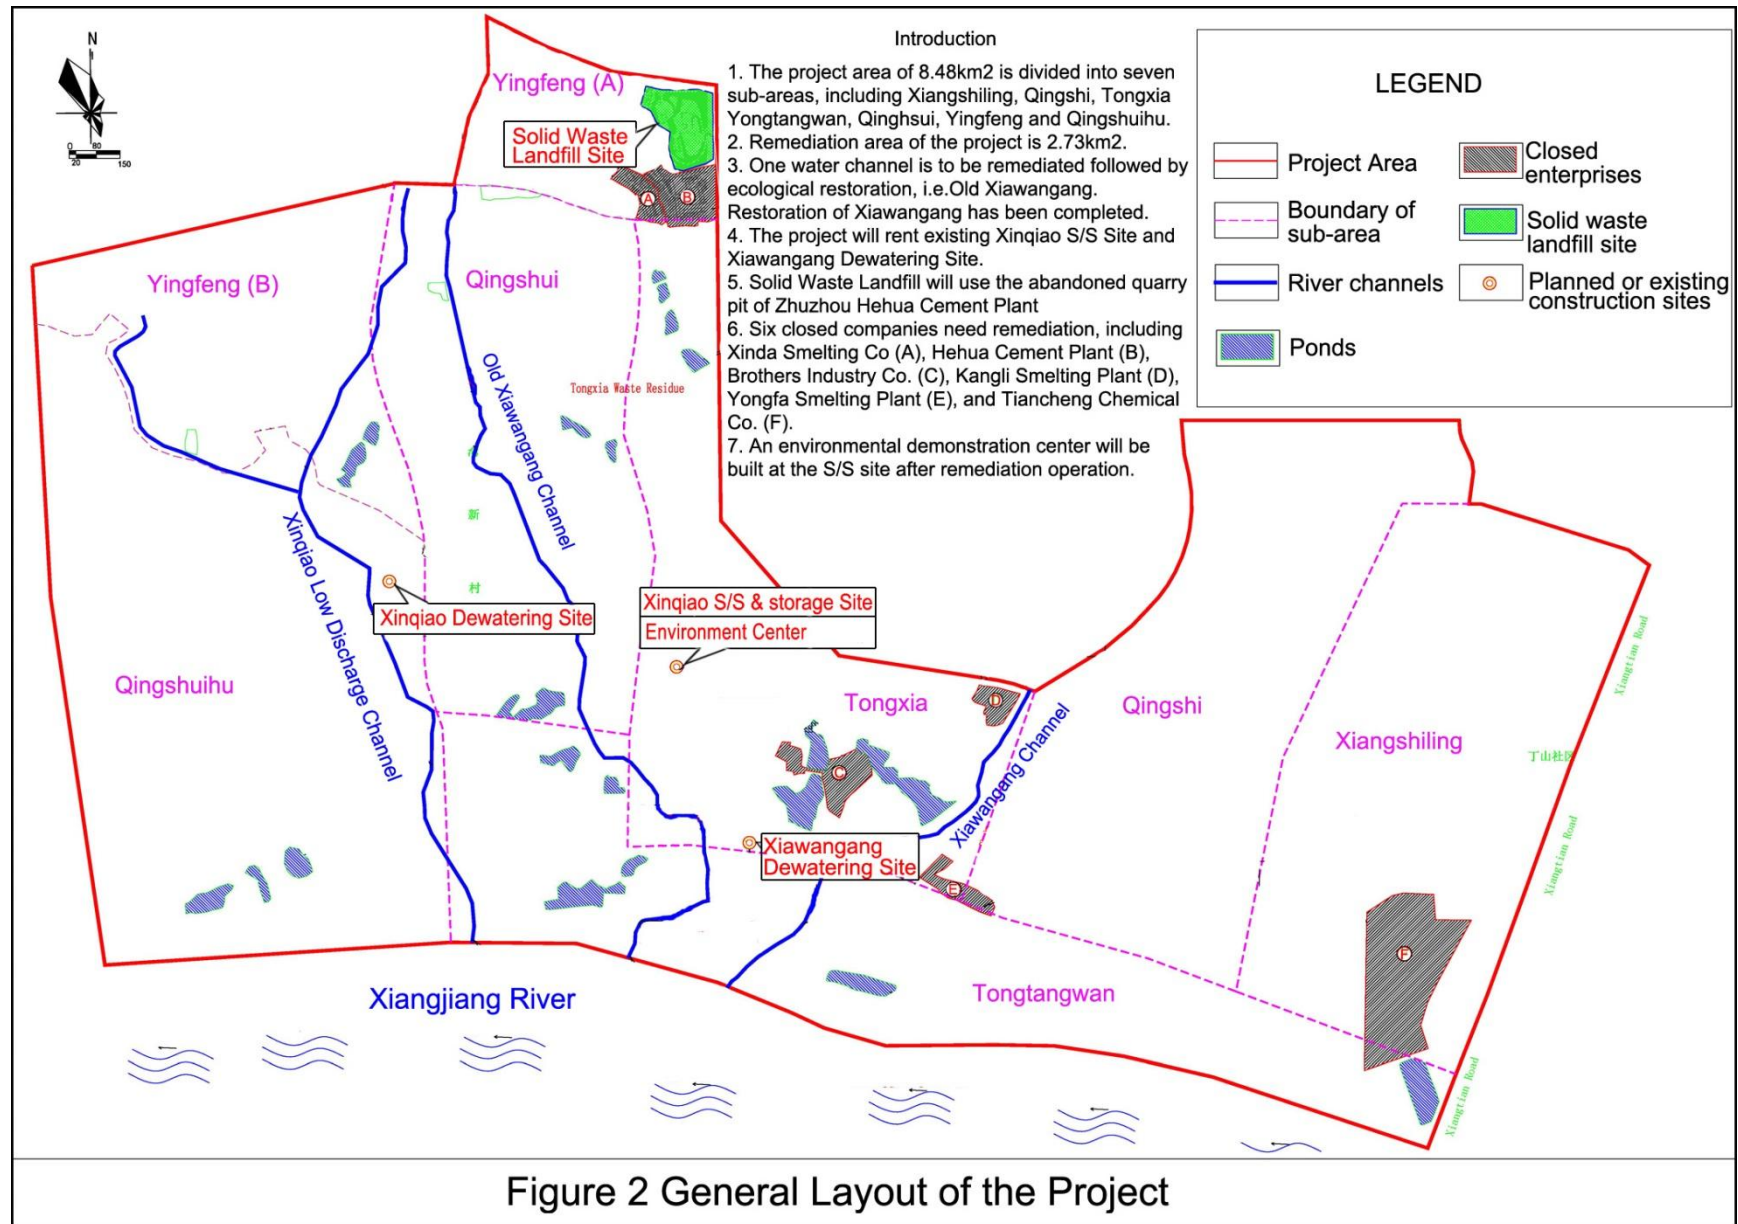 Introduction
1. The project area of 8.48km2 is divided into seven
sub-areas, including Xiangshiling, Qingshi, Tongxia
Yongtangwan, Qinghsui, Yingfeng and Qingshuihu.
2. Remediation area of the project is 2.73km2.
3. One water channel is to be remediated followed by
ecological restoration, i.e.Old Xiawangang.
Restoration of Xiawangang has been completed.
4. The project will rent existing Xinqiao S/S Site and
Xiawangang Dewatering Site.
5. Solid Waste Landfill will use the abandoned quarry
pit of Zhuzhou Hehua Cement Plant
6. Six closed companies need remediation, including
Xinda Smelting Co (A), Hehua Cement Plant (B),
Brothers Industry Co. (C), Kangli Smelting Plant (D),
Yongfa Smelting Plant (E), and Tiancheng Chemical
Co. (F).
7. An environmental demonstration center will be
built at the S/S site after remediation operation.
LEGEND
Project Area
Boundary of
sub-area
River channels
Ponds
Closed
enterprises
Solid waste
landfill site
Planned or existing
construction sites
N
0 80
20 150
Yingfeng (A)
Solid Waste
Landfill Site
A
B
Yingfeng (B)
Qingshui
Old Xiawangang Channel
Tongxia Waste Residue
新
村
Xinqiao Low Discharge Channel
Xinqiao Dewatering Site
Xinqiao S/S & storage Site
Environment Center
Qingshuihu
Tongxia
D
C
Xiawangang Channel
Qingshi
Xiangshiling
Xiangtian Road
丁山社区
Xiangtian Road
Xiawangang
Dewatering Site
E
F
Tongtangwan
Xiangtian Road
Xiangjiang River
Figure 2 General Layout of the Project